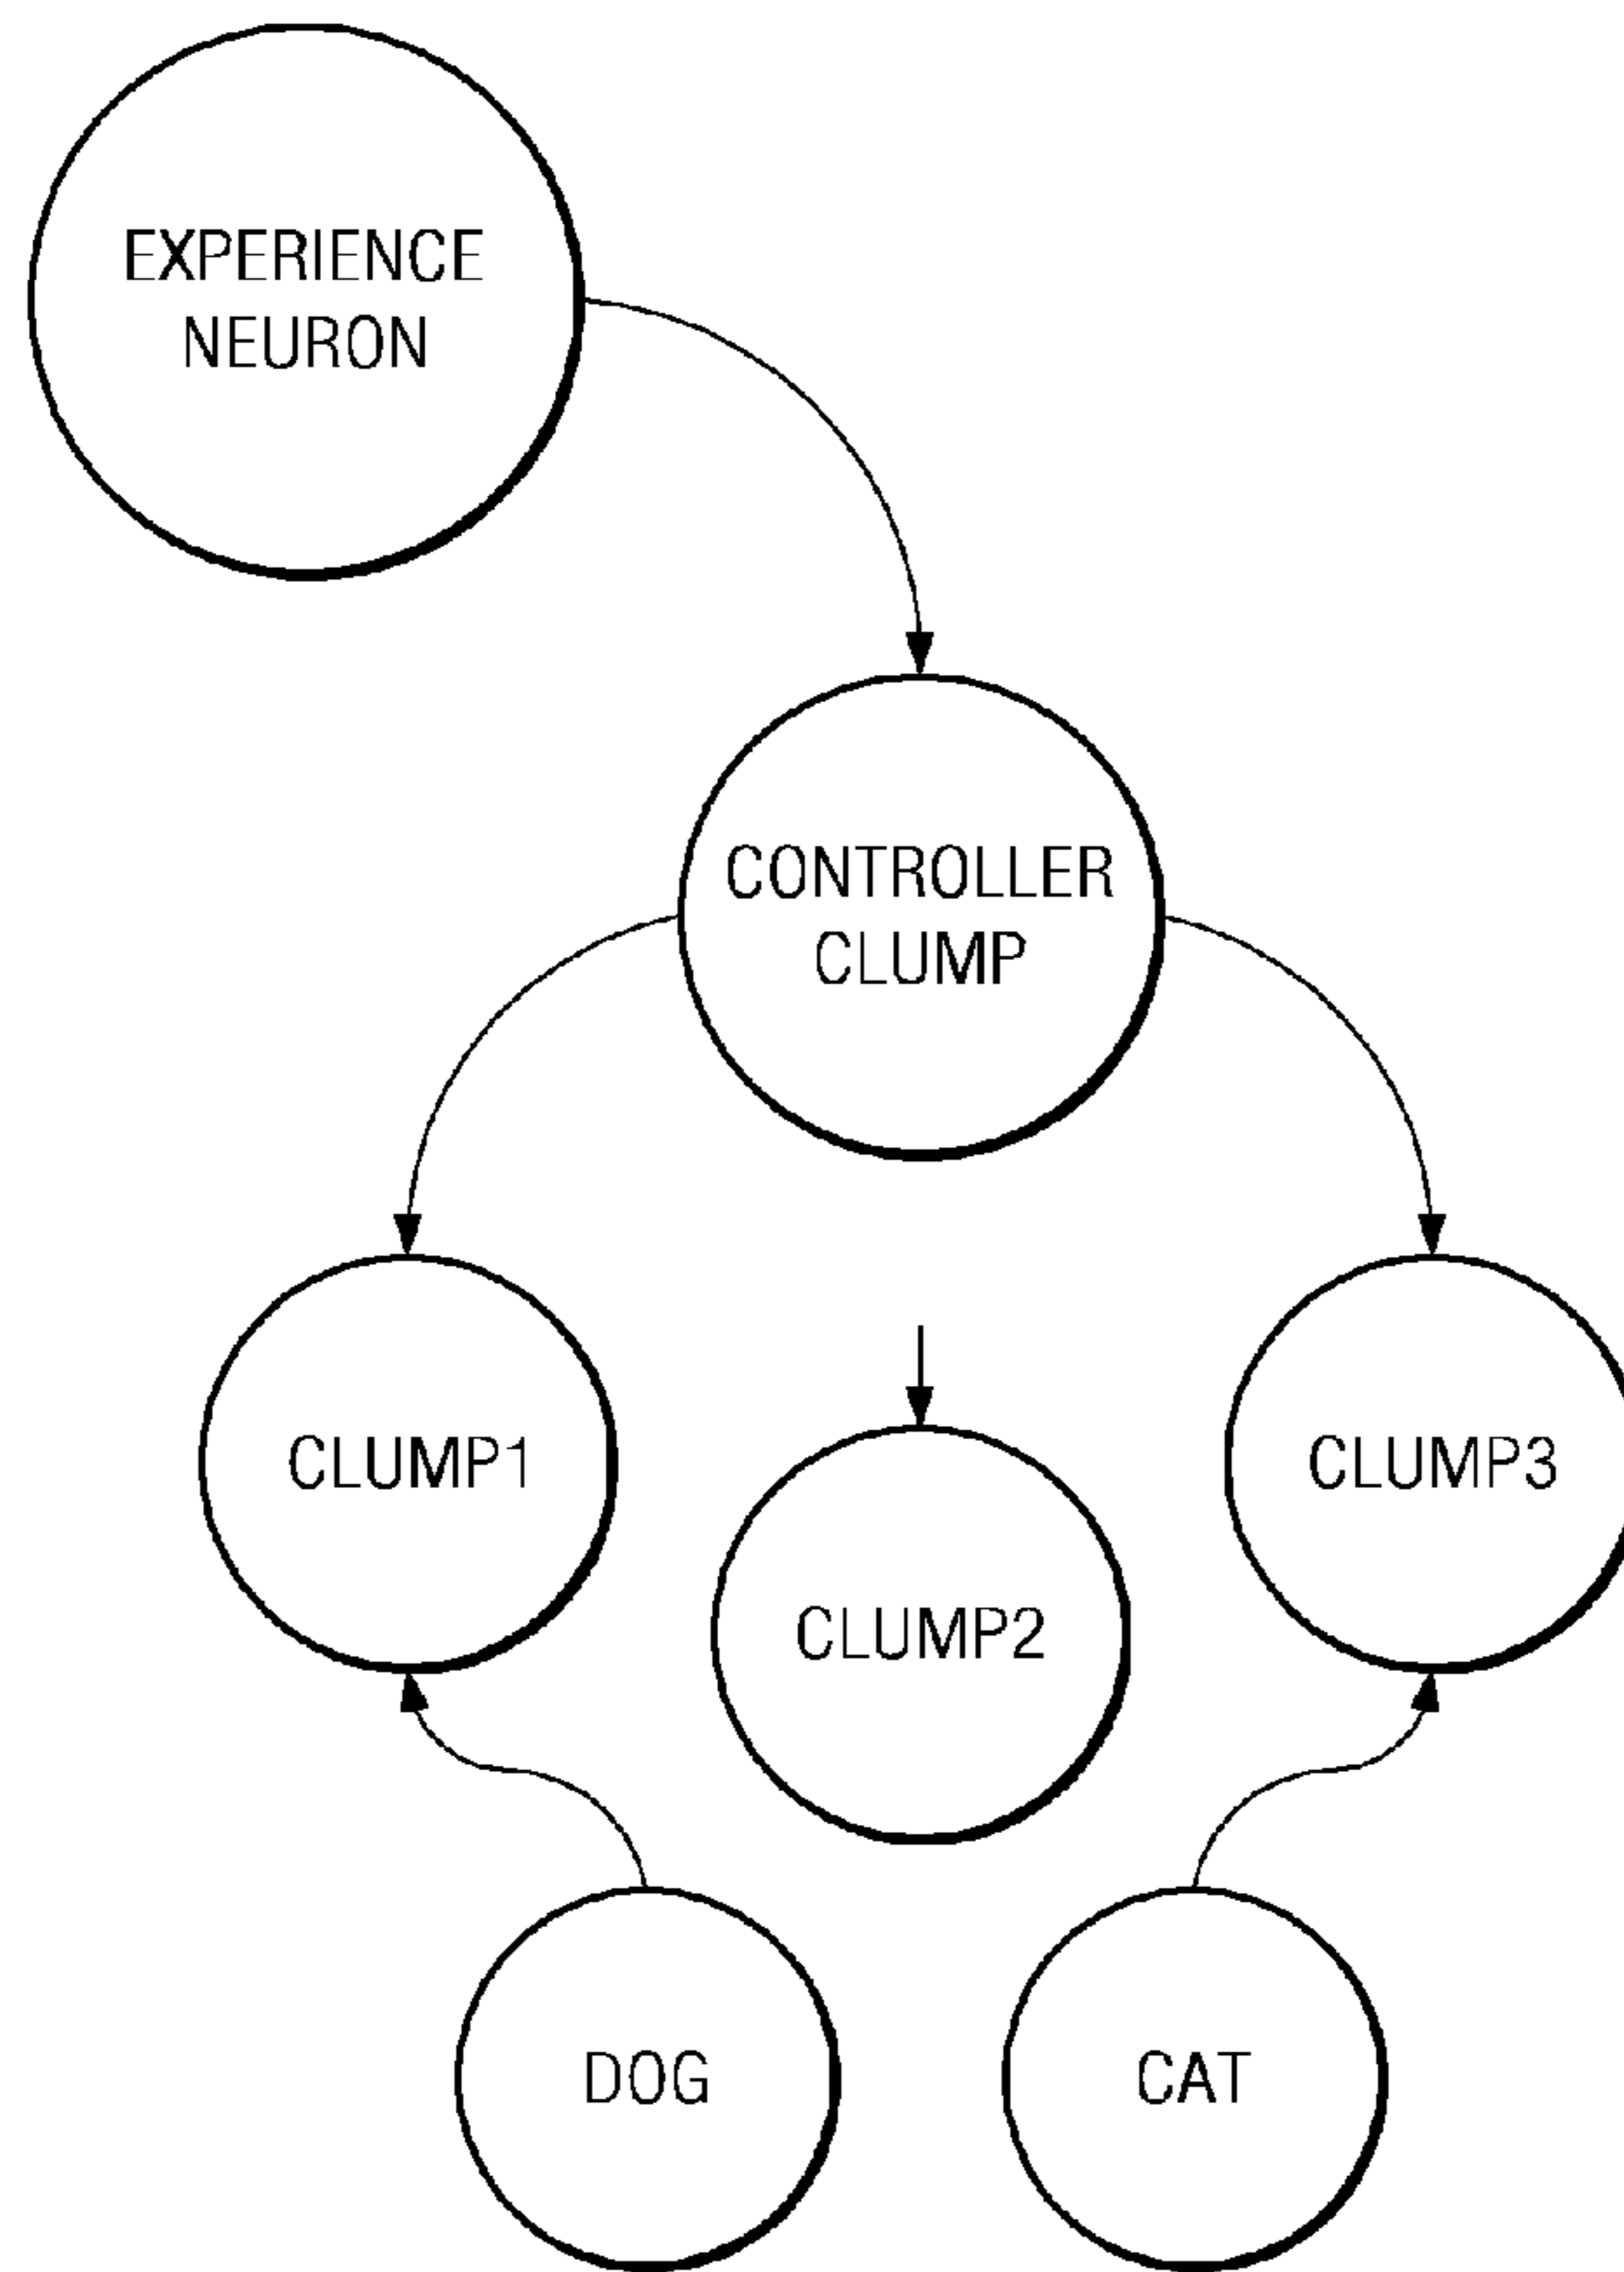 EXPERIENCE
NEURON
CONTROLLER
CLUMP
CLUMP1
CLUMP2
CLUMP3
DOG
CAT